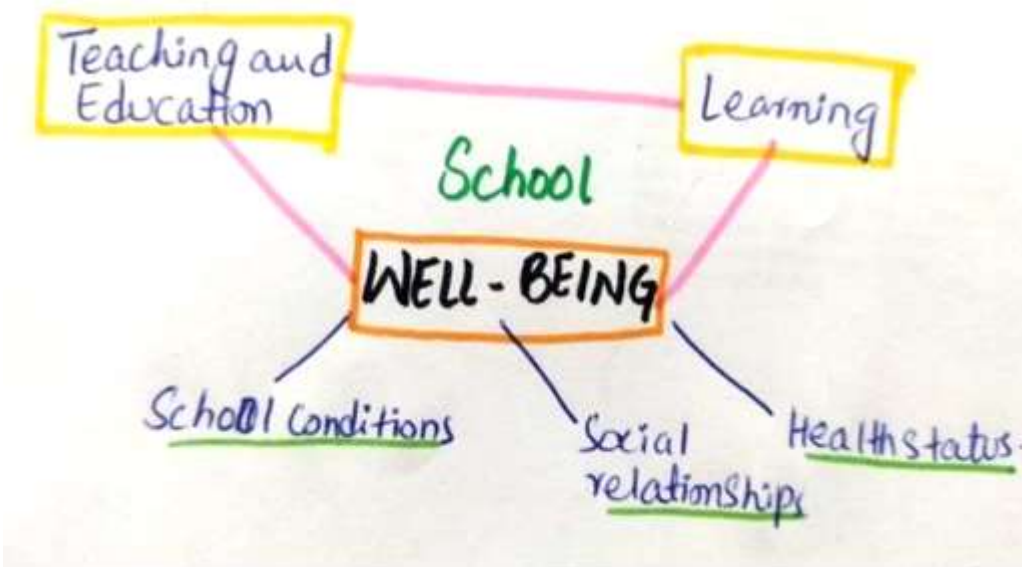 Teaching and
Education
Learning
School
WELL-BEING
School Conditions
Social
relationships
Health status.